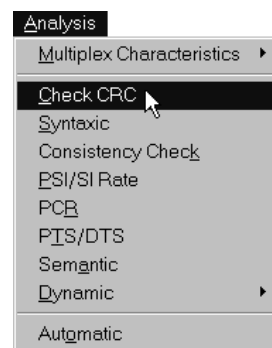 Analysis
Multiplex Characteristics
Check CRC
Syntaxic
Consistency Check
PSI/SI Rate
PCR
PTS/DTS
Semantic
Dynamic
Automatic